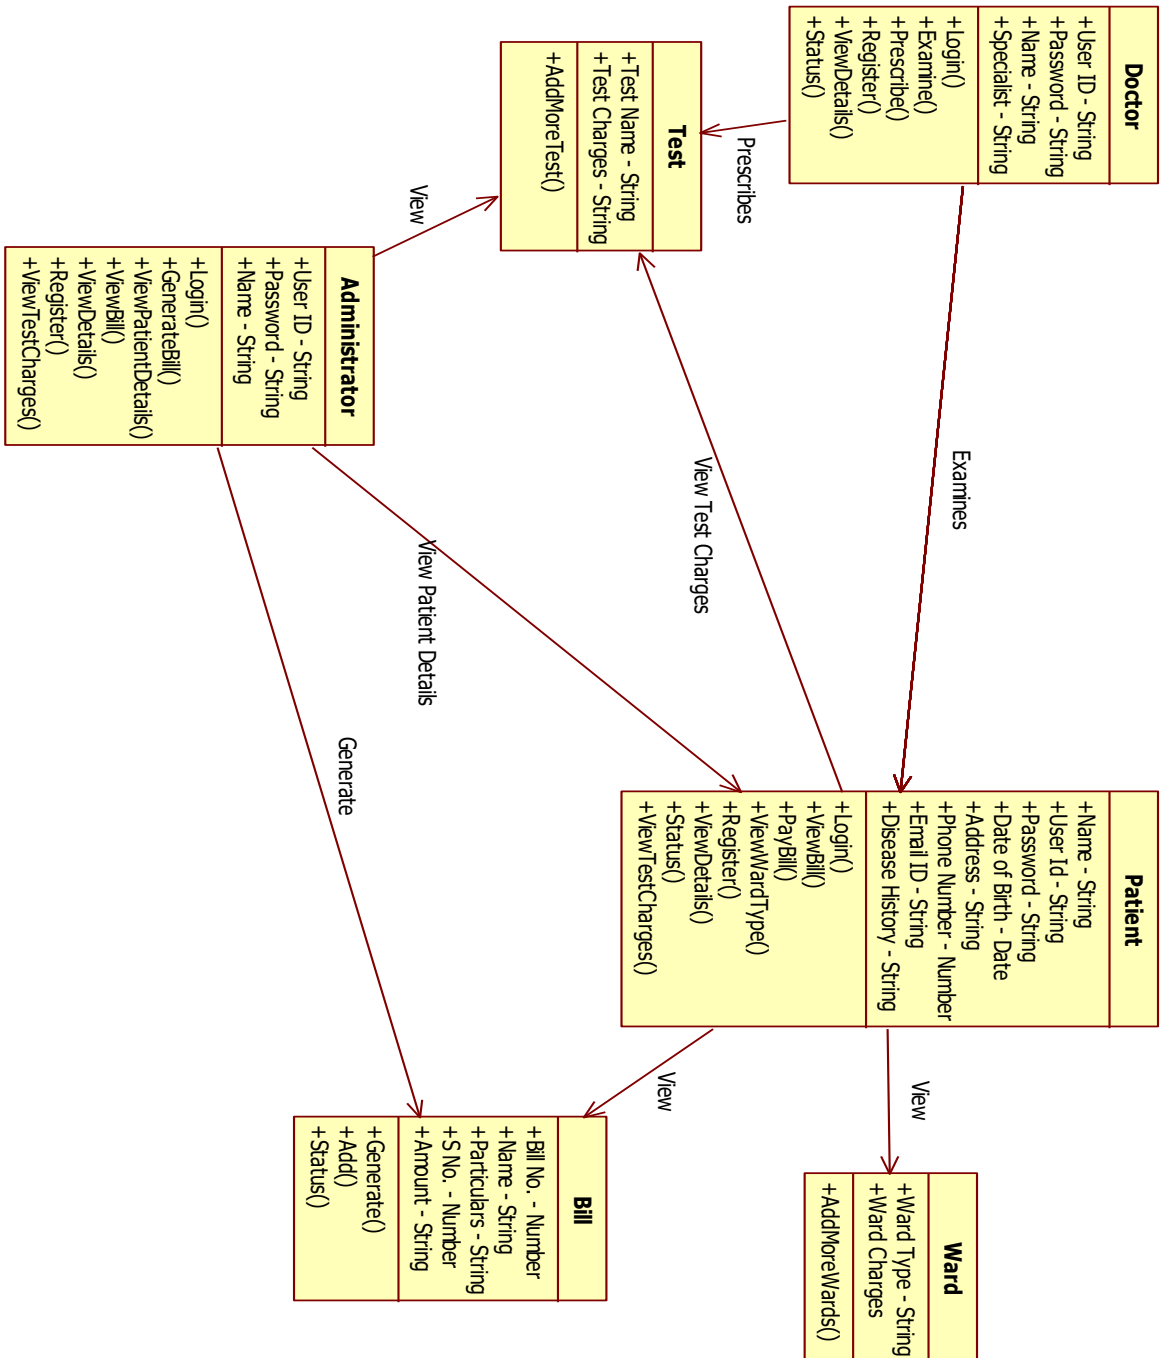 Doctor
+User ID - String
+Password - String
+Name - String
+Specialist - String
+Login()
+Examine()
+Prescribe()
+Register()
+ViewDetails()
+Status()
Examines
Patient
+Name - String
+User Id - String
+Password - String
+Date of Birth - Date
+Address - String
+Phone Number - Number
+Email ID - String
+Disease History - String
+Login()
+ViewBill()
+PayBill()
+ViewWardType()
+Register()
+ViewDetails()
+Status()
+ViewTestCharges()
View
Ward
+Ward Type - String
+Ward Charges
+AddMoreWards()
Prescribes
Test
+Test Name - String
+Test Charges - String
+AddMoreTest()
View Test Charges
View
Bill
+Bill No. - Number
+Name - String
+Particulars - String
+S No. - Number
+Amount - String
+Generate()
+Add()
+Status()
View
View Patient Details
Generate
Administrator
+User ID - String
+Password - String
+Name - String
+Login()
+GenerateBill()
+ViewPatientDetails()
+ViewBill()
+ViewDetails()
+Register()
+ViewTestCharges()